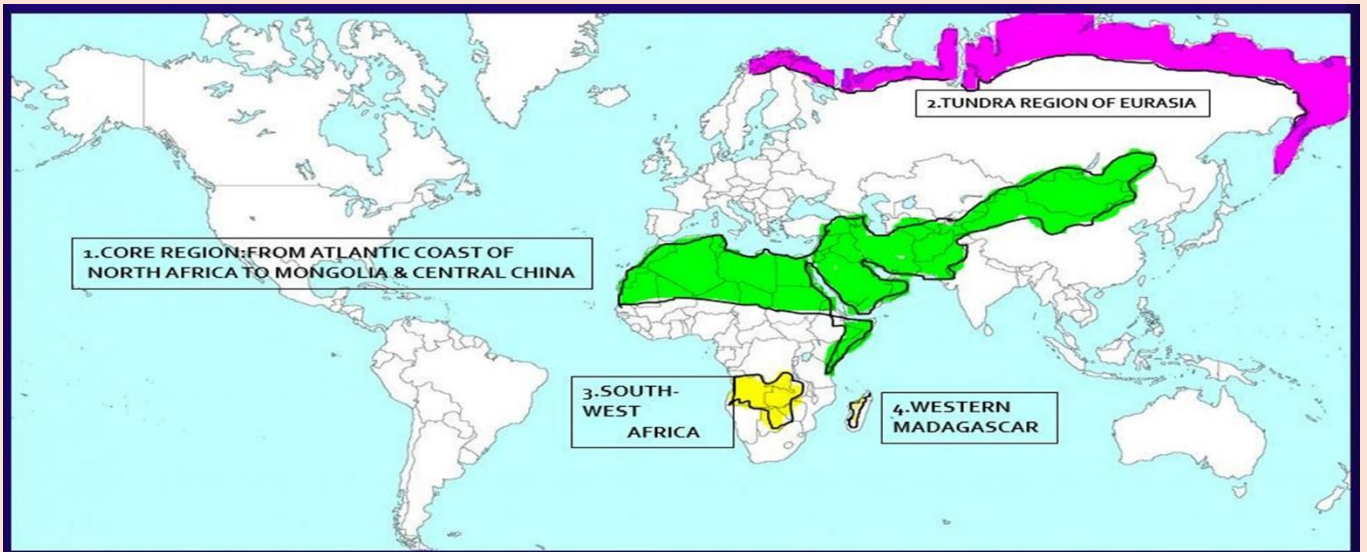 2.TUNDRA REGION OF EURASIA
1.CORE REGION:FROM ATLANTIC COAST OF
NORTH AFRICA TO MONGOLIA & CENTRAL CHINA
3.SOUTH-
WEST
AFRICA
4.WESTERN
MADAGASCAR